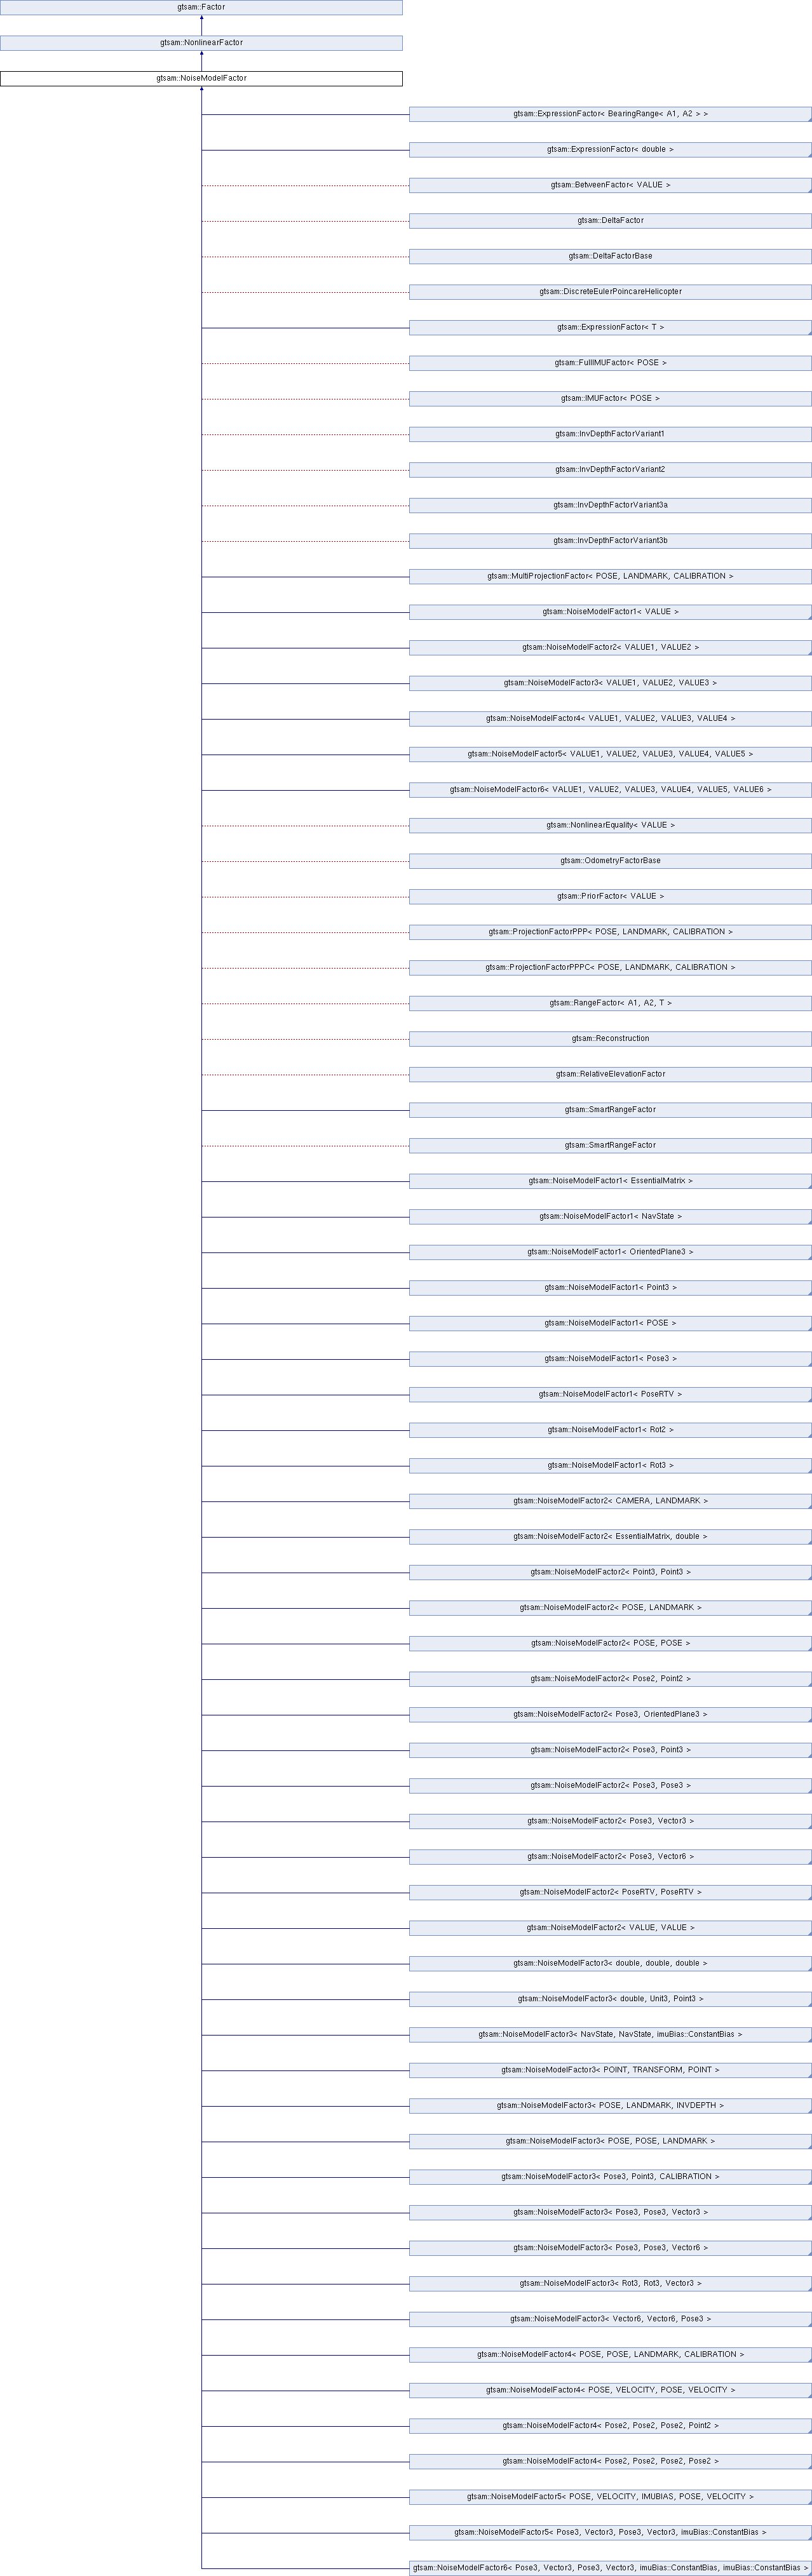 gtsam::Factor
gtsam::NonlinearFactor
gtsam::NoiseModelFactor
gtsam::ExpressionFactor< BearingRange< A1, A2 > >
gtsam::ExpressionFactor< double >
gtsam::BetweenFactor< VALUE >
gtsam::DeltaFactor
gtsam::DeltaFactorBase
gtsam::DiscreteEulerPoincareHelicopter
gtsam::ExpressionFactor< T >
gtsam::FullIMUFactor< POSE >
gtsam::IMUFactor< POSE >
gtsam::InvDepthFactorVariant1
gtsam::InvDepthFactorVariant2
gtsam::InvDepthFactorVariant3a
gtsam::InvDepthFactorVariant3b
gtsam::MultiProjectionFactor< POSE, LANDMARK, CALIBRATION >
gtsam::NoiseModelFactor1< VALUE >
gtsam::NoiseModelFactor2< VALUE1, VALUE2 >
gtsam::NoiseModelFactor3< VALUE1, VALUE2, VALUE3 >
gtsam::NoiseModelFactor4< VALUE1, VALUE2, VALUE3, VALUE4 >
gtsam::NoiseModelFactor5< VALUE1, VALUE2, VALUE3, VALUE4, VALUE5 >
gtsam::NoiseModelFactor6< VALUE1, VALUE2, VALUE3, VALUE4, VALUE5, VALUE6 >
gtsam::NonlinearEquality< VALUE >
gtsam::OdometryFactorBase
gtsam::PriorFactor< VALUE >
gtsam::ProjectionFactorPPP< POSE, LANDMARK, CALIBRATION >
gtsam::ProjectionFactorPPPC< POSE, LANDMARK, CALIBRATION >
gtsam::RangeFactor< A1, A2, T >
gtsam::Reconstruction
gtsam::RelativeElevationFactor
gtsam::SmartRangeFactor
gtsam::SmartRangeFactor
gtsam::NoiseModelFactor1< EssentialMatrix >
gtsam::NoiseModelFactor1< NavState >
gtsam::NoiseModelFactor1< OrientedPlane3 >
gtsam::NoiseModelFactor1< Point3 >
gtsam::NoiseModelFactor1< POSE >
gtsam::NoiseModelFactor1< Pose3 >
gtsam::NoiseModelFactor1< PoseRTV >
gtsam::NoiseModelFactor1< Rot2 >
gtsam::NoiseModelFactor1< Rot3 >
gtsam::NoiseModelFactor2< CAMERA, LANDMARK >
gtsam::NoiseModelFactor2< EssentialMatrix, double >
gtsam::NoiseModelFactor2< Point3, Point3 >
gtsam::NoiseModelFactor2< POSE, LANDMARK >
gtsam::NoiseModelFactor2< POSE, POSE >
gtsam::NoiseModelFactor2< Pose2, Point2 >
gtsam::NoiseModelFactor2< Pose3, OrientedPlane3 >
gtsam::NoiseModelFactor2< Pose3, Point3 >
gtsam::NoiseModelFactor2< Pose3, Pose3 >
gtsam::NoiseModelFactor2< Pose3, Vector3 >
gtsam::NoiseModelFactor2< Pose3, Vector6 >
gtsam::NoiseModelFactor2< PoseRTV, PoseRTV >
gtsam::NoiseModelFactor2< VALUE, VALUE >
gtsam::NoiseModelFactor3< double, double, double >
gtsam::NoiseModelFactor3< double, Unit3, Point3 >
gtsam::NoiseModelFactor3< NavState, NavState, imuBias::ConstantBias >
gtsam::NoiseModelFactor3< POINT, TRANSFORM, POINT >
gtsam::NoiseModelFactor3< POSE, LANDMARK, INVDEPTH >
gtsam::NoiseModelFactor3< POSE, POSE, LANDMARK >
gtsam::NoiseModelFactor3< Pose3, Point3, CALIBRATION >
gtsam::NoiseModelFactor3< Pose3, Pose3, Vector3 >
gtsam::NoiseModelFactor3< Pose3, Pose3, Vector6 >
gtsam::NoiseModelFactor3< Rot3, Rot3, Vector3 >
gtsam::NoiseModelFactor3< Vector6, Vector6, Pose3 >
gtsam::NoiseModelFactor4< POSE, POSE, LANDMARK, CALIBRATION >
gtsam::NoiseModelFactor4< POSE, VELOCITY, POSE, VELOCITY >
gtsam::NoiseModelFactor4< Pose2, Pose2, Pose2, Point2 >
gtsam::NoiseModelFactor4< Pose2, Pose2, Pose2, Pose2 >
gtsam::NoiseModelFactor5< POSE, VELOCITY, IMUBIAS, POSE, VELOCITY >
gtsam::NoiseModelFactor5< Pose3, Vector3, Pose3, Vector3, imuBias::ConstantBias >
gtsam::NoiseModelFactor6< Pose3, Vector3, Pose3, Vector3, imuBias::ConstantBias, imuBias::ConstantBias >